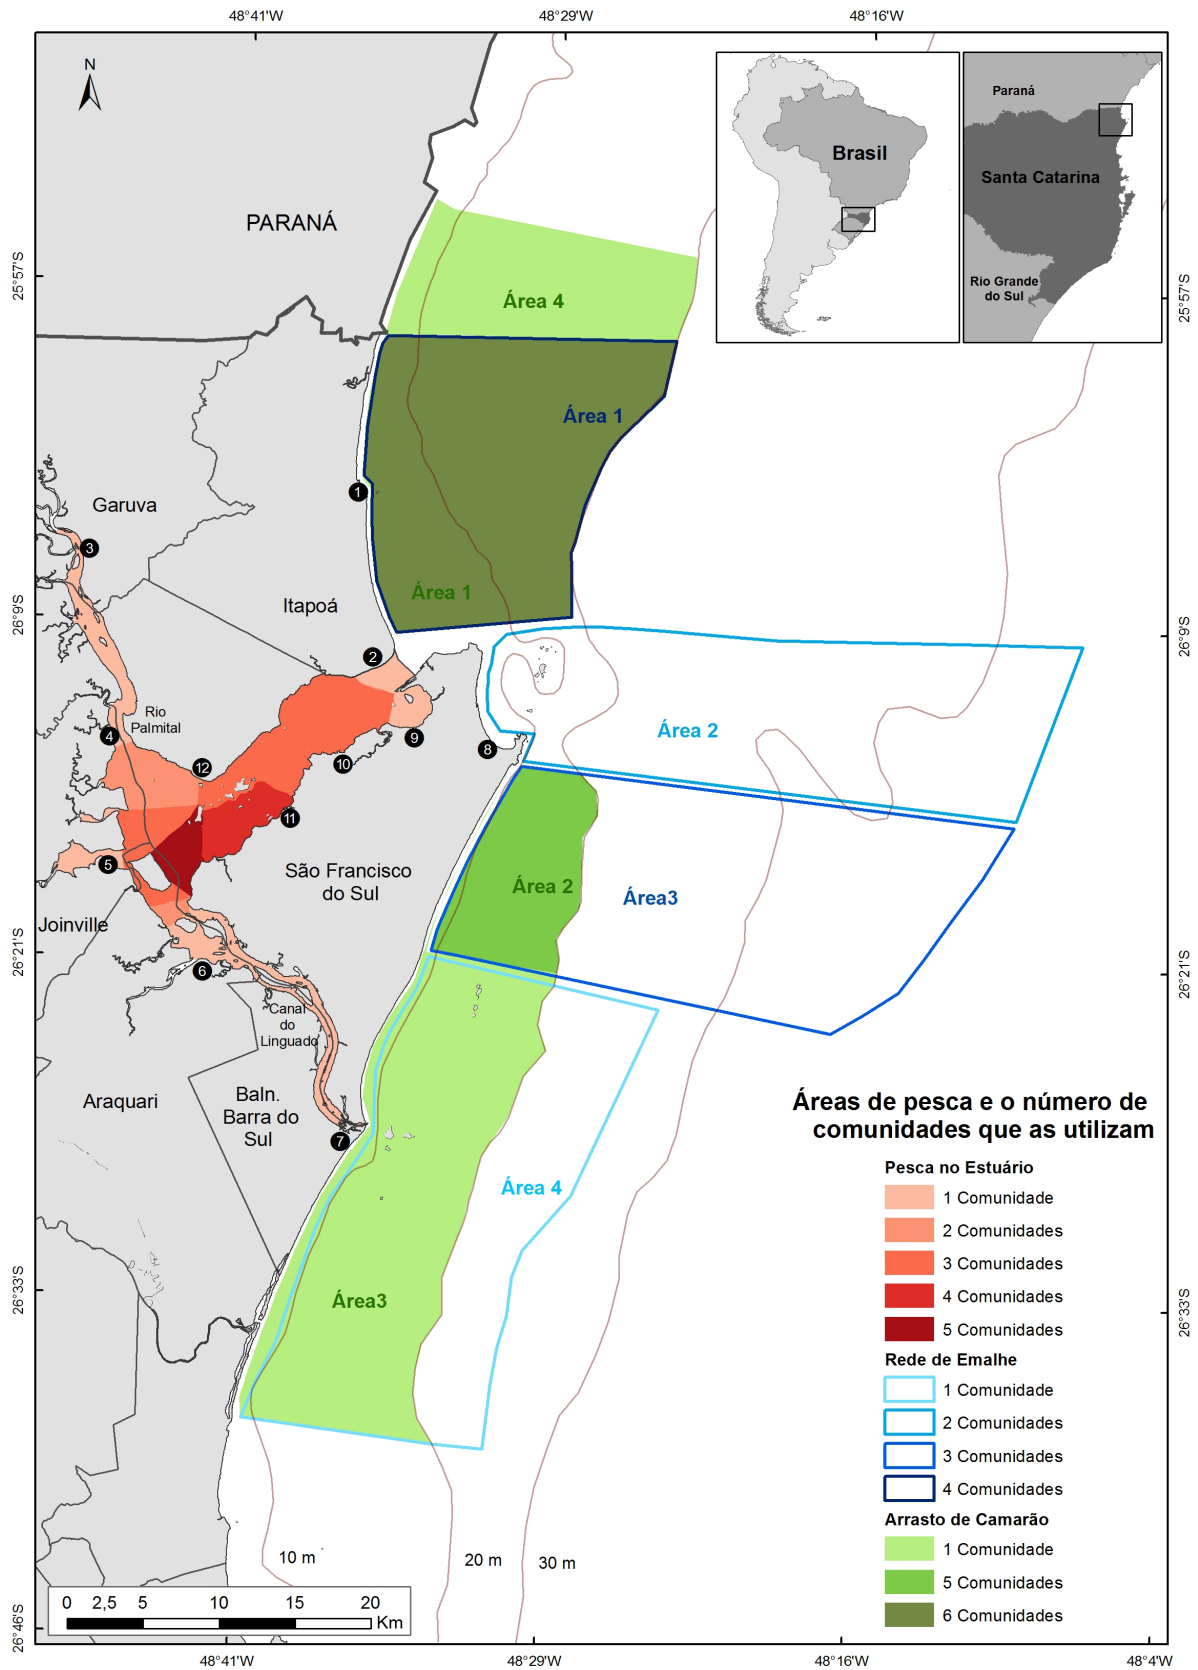 48°41'W
48°29'W
48°16'W
N
Paraná
Brasil
Santa Catarina
Rio Grande
do Sul
PARANÁ
25°57'S
25°57'S
Área 4
Área 1
1
Garuva
3
Área 1
Itapoá
26°9'S
26°9'S
2
Rio
Palmital
4
9
8
Área 2
12
10
11
5
São Francisco
do Sul
Área 2
Área3
Joinville
26°21'S
26°21'S
6
Canal
do
Linguado
Araquari
Baln.
Barra do
Sul
7
Área 4
Área3
26°33'S
26°33'S
Áreas de pesca e o número de
comunidades que as utilizam
Pesca no Estuário
1 Comunidade
2 Comunidades
3 Comunidades
4 Comunidades
5 Comunidades
Rede de Emalhe
1 Comunidade
2 Comunidades
3 Comunidades
4 Comunidades
Arrasto de Camarão
1 Comunidade
5 Comunidades
6 Comunidades
10 m
20 m
30 m
0 2,5 5 10 15 20
Km
26°46'S
48°41'W
48°29'W
48°16'W
48°4'W